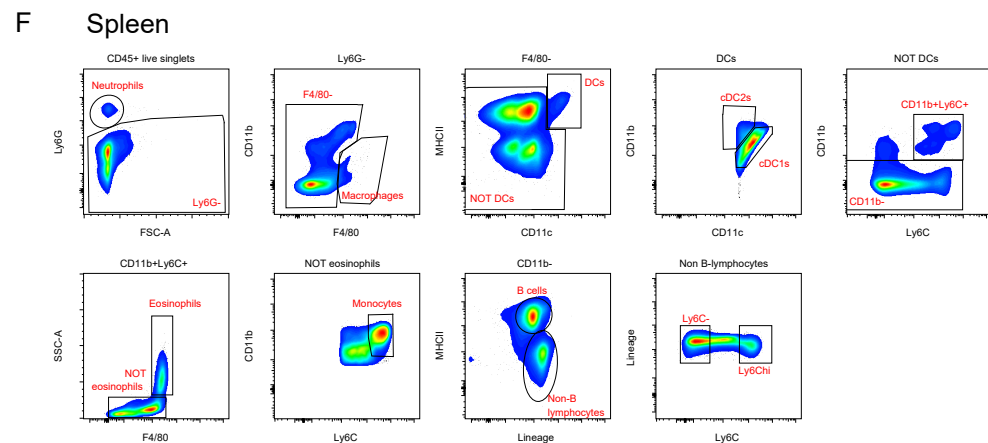 F Spleen
CD45+ live singlets
Neutrophils
Ly6G
Ly6G-
FSC-A
Ly6G-
F4/80-
CD11b
Macrophages
F4/80
F4/80-
DCs
MHCII
NOT DCs
CD11c
DCs
cDC2s
CD11b
cDC1s
CD11c
NOT DCs
CD11b+Ly6C+
CD11b
CD11b-
Ly6C
CD11b+Ly6C+
Eosinophils
SSC-A
NOT
eosinophils
F4/80
NOT eosinophils
Monocytes
CD11b
Ly6C
CD11b-
B cells
MHCII
Non-B
lymphocytes
Lineage
Non B-lymphocytes
Ly6C-
Lineage
Ly6Chi
Ly6C